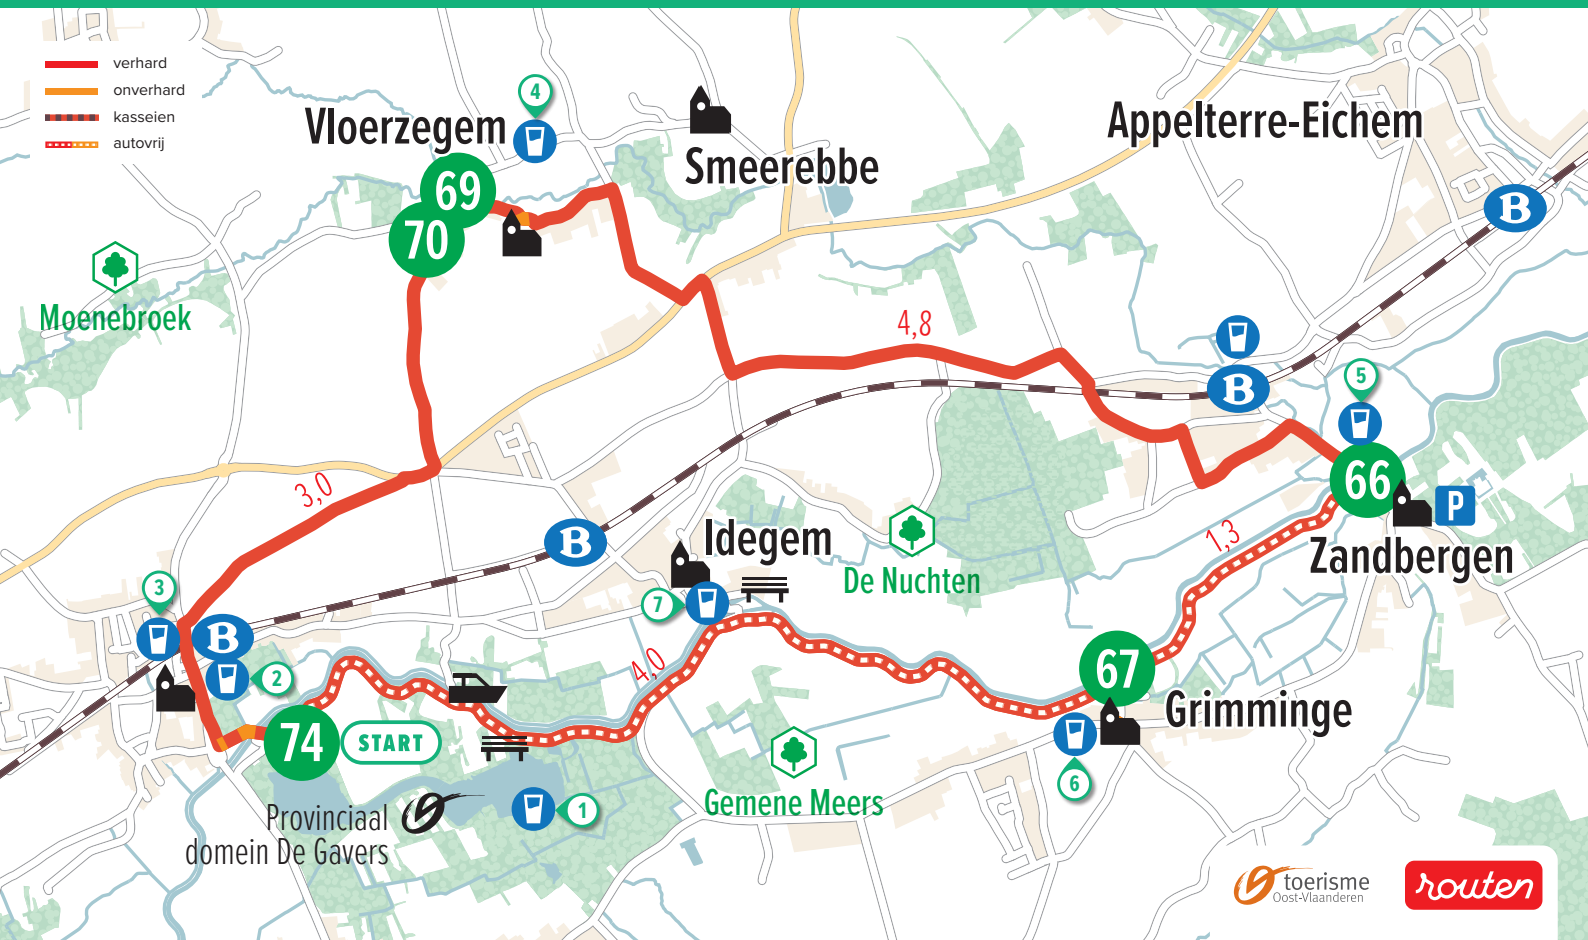 verhard
onverhard
kasseien
autovrij
4
Vloerzegem
Smeerebbe
Appelterre-Eichem
69
70
B
Moenebroek
4,8
B
5
66
P
3,0
Idegem
B
De Nuchten
1,3
Zandbergen
3
7
B
2
4,0
67
Grimminge
74
START
6
Gemene Meers
1
Provinciaal
domein De Gavers
toerisme
Oost-Vlaanderen
routen